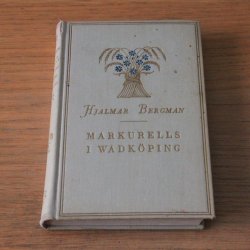 Hjalmar Bergman
MARKURELLS
I WADKÖPING